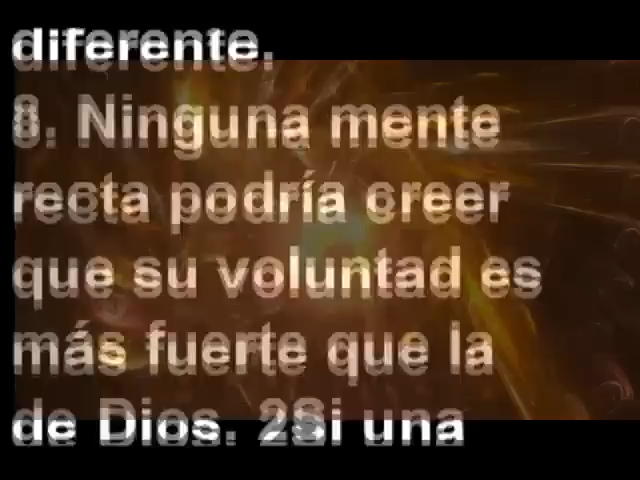 diferente.
8. Ninguna mente
recta podría creer
que su voluntad es
más fuerte que la
de Dios. 2Si una